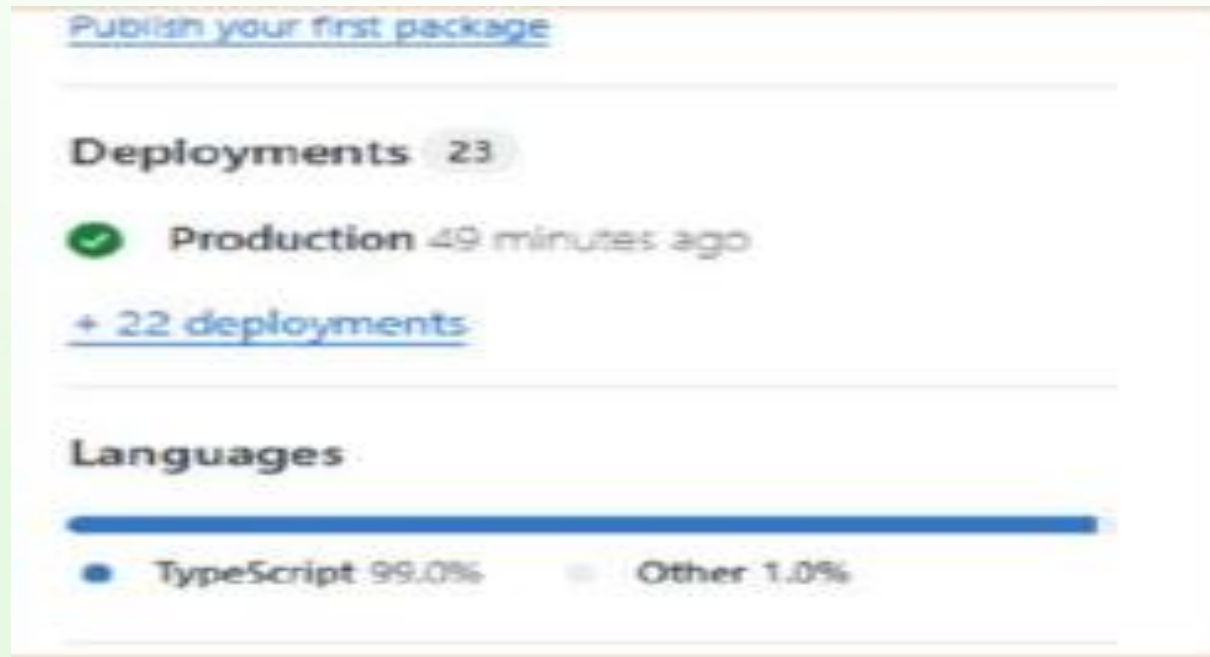 Publish your first package
Deployments 23
Production 49 minutes ago
+ 22 deployments
Languages
TypeScript 99.0% Other 1.0%